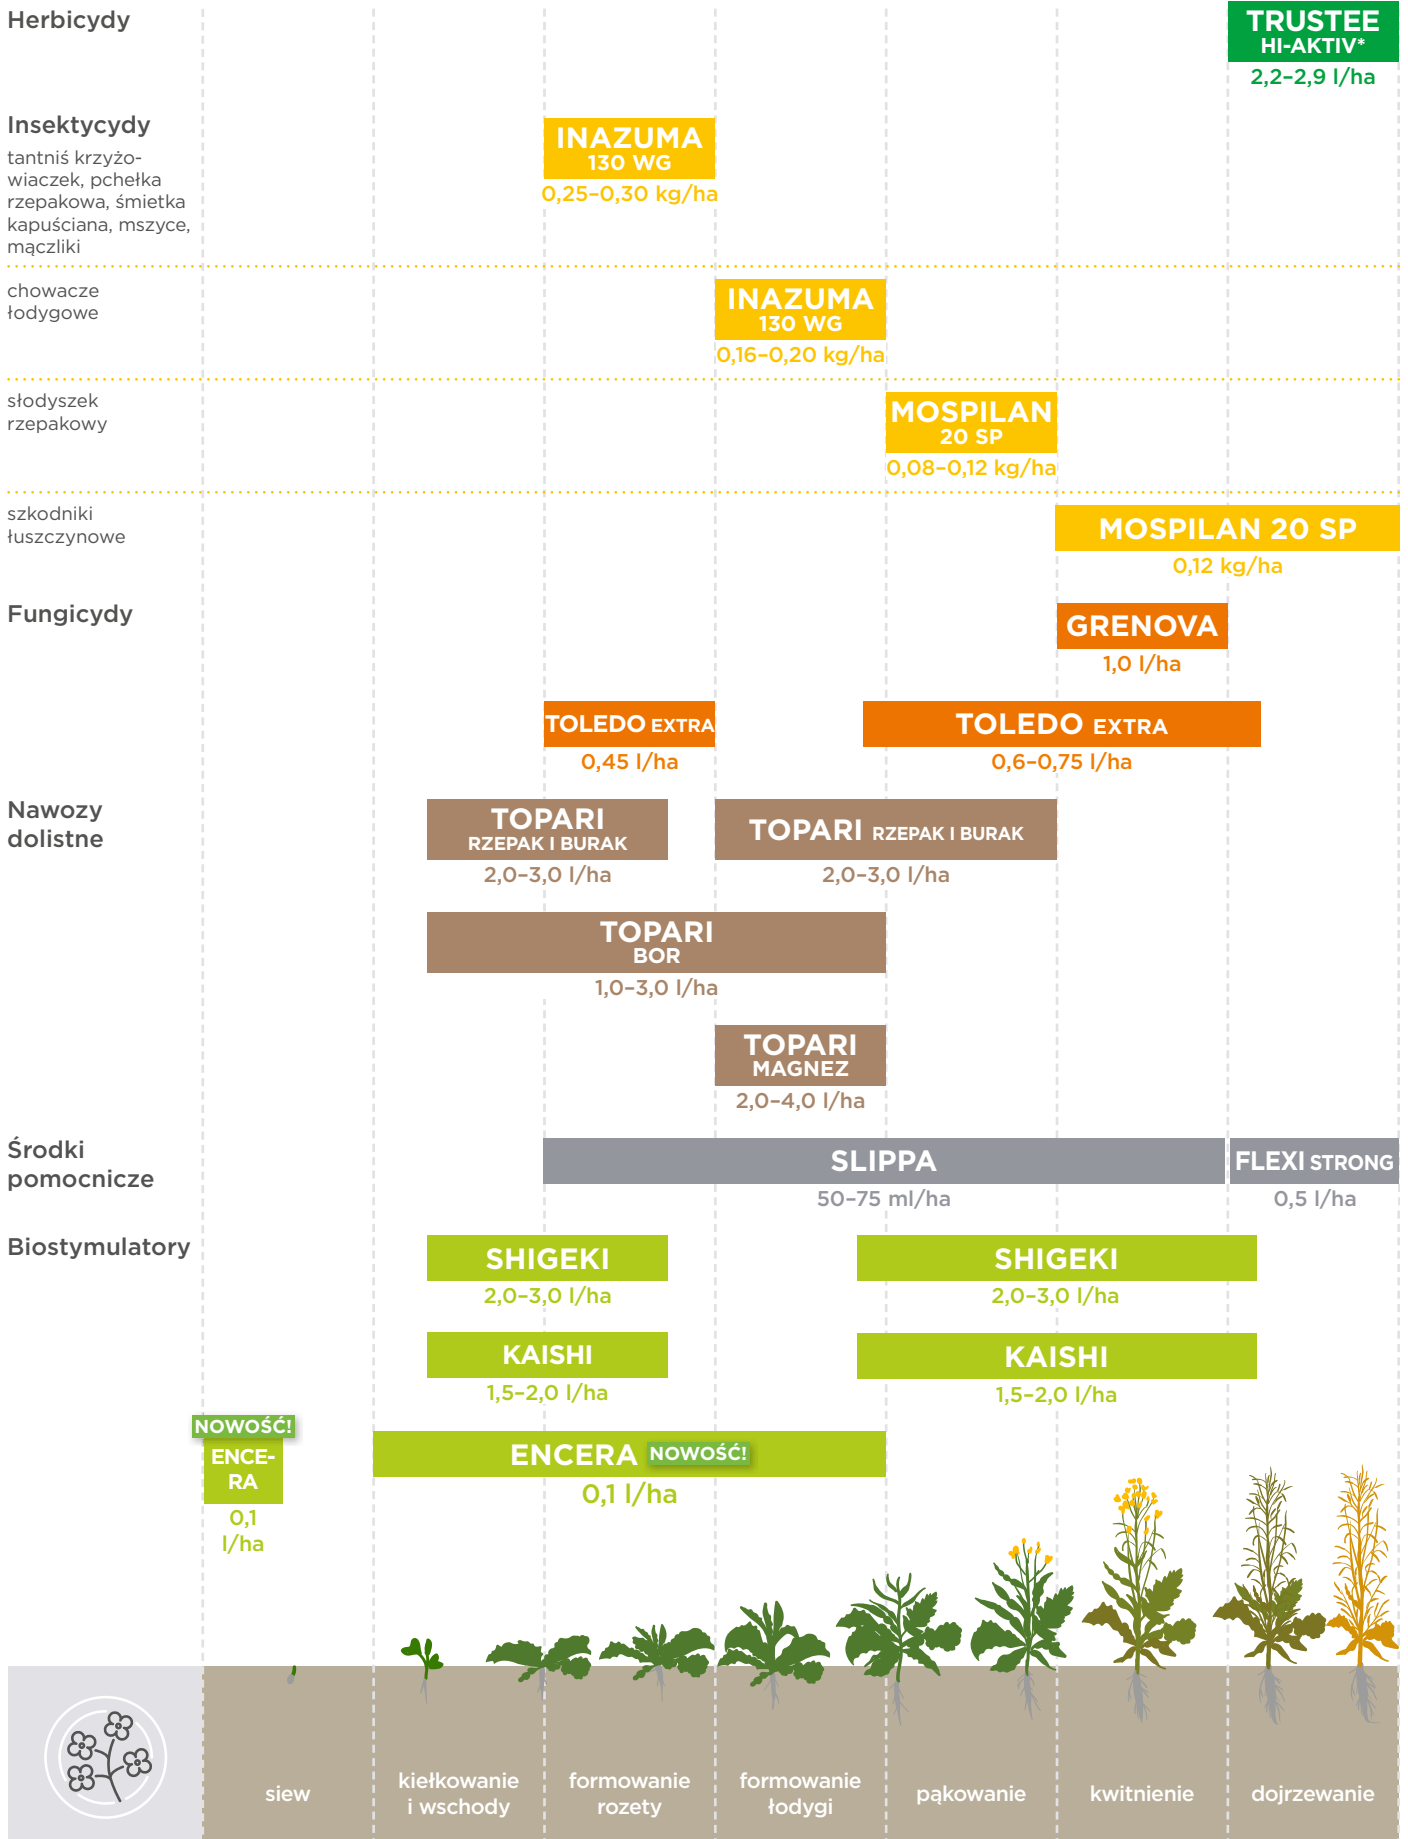 Herbicydy
TRUSTEE
HI-AKTIV*
2,2–2,9 l/ha
Insektycydy
tantniś krzyżo-
wiaczek, pchełka
rzepakowa, śmietka
kapuściana, mszyce,
mączliki
INAZUMA
130 WG
0,25–0,30 kg/ha
chowacze
łodygowe
INAZUMA
130 WG
0,16–0,20 kg/ha
słodyszek
rzepakowy
MOSPILAN
20 SP
0,08–0,12 kg/ha
szkodniki
łuszczynowe
MOSPILAN 20 SP
0,12 kg/ha
Fungicydy
GRENOVA
1,0 l/ha
TOLEDO EXTRA
0,45 l/ha
TOLEDO EXTRA
0,6–0,75 l/ha
Nawozy
dolistne
TOPARI
RZEPAK I BURAK
2,0–3,0 l/ha
TOPARI RZEPAK I BURAK
2,0–3,0 l/ha
TOPARI
BOR
1,0–3,0 l/ha
TOPARI
MAGNEZ
2,0–4,0 l/ha
Środki
pomocnicze
SLIPPA
50–75 ml/ha
FLEXI STRONG
0,5 l/ha
Biostymulatory
SHIGEKI
2,0–3,0 l/ha
SHIGEKI
2,0–3,0 l/ha
KAISHI
1,5–2,0 l/ha
KAISHI
1,5–2,0 l/ha
NOWOŚĆ!
ENCE-
RA
0,1
l/ha
ENCERA NOWOŚĆ!
0,1 l/ha
siew
kiełkowanie
i wschody
formowanie
rozety
formowanie
łodygi
pąkowanie
kwitnienie
dojrzewanie